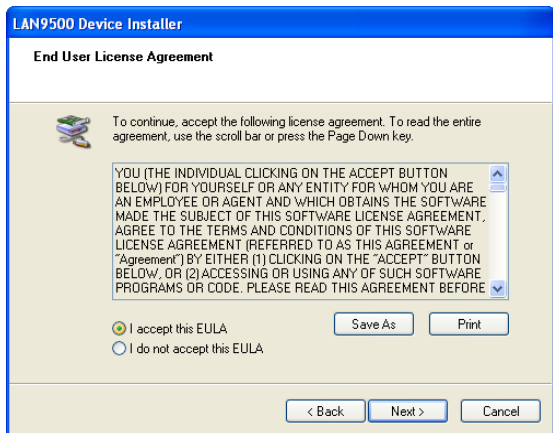 LAN9500 Device Installer
End User License Agreement
To continue, accept the following license agreement. To read the entire
agreement, use the scroll bar or press the Page Down key.
YOU (THE INDIVIDUAL CLICKING ON THE ACCEPT BUTTON
BELOW) FOR YOURSELF OR ANY ENTITY FOR WHOM YOU ARE
AN EMPLOYEE OR AGENT AND WHICH OBTAINS THE SOFTWARE
MADE THE SUBJECT OF THIS SOFTWARE LICENSE AGREEMENT,
AGREE TO THE TERMS AND CONDITIONS OF THIS SOFTWARE
LICENSE AGREEMENT (REFERRED TO AS THIS AGREEMENT or
"Agreement") BY EITHER (1) CLICKING ON THE "ACCEPT" BUTTON
BELOW, OR (2) ACCESSING OR USING ANY OF SUCH SOFTWARE
PROGRAMS OR CODE. PLEASE READ THIS AGREEMENT BEFORE
I accept this EULA
Save As
Print
I do not accept this EULA
< Back
Next >
Cancel